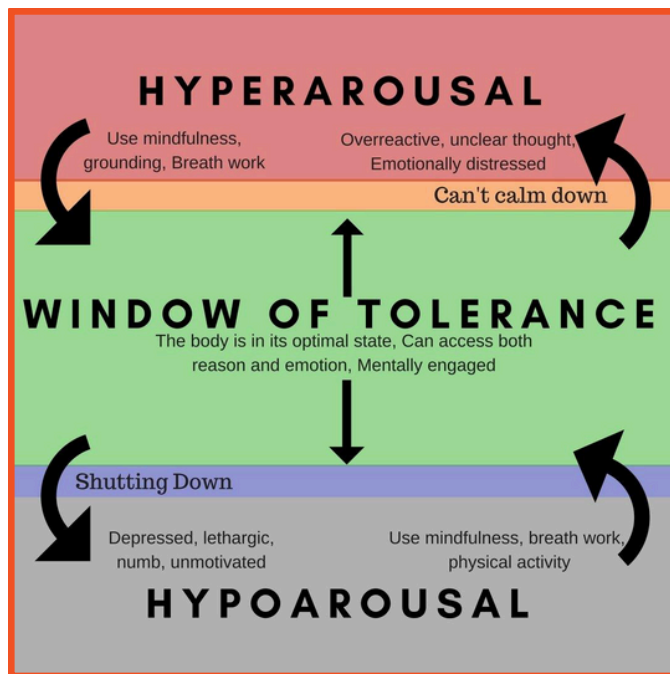 HYPERAROUSAL
Use mindfulness,
grounding, Breath work
Overreactive, unclear thought,
Emotionally distressed
Can't calm down
WINDOW OF TOLERANCE
The body is in its optimal state, Can access both
reason and emotion, Mentally engaged
Shutting Down
Depressed, lethargic,
numb, unmotivated
Use mindfulness, breath work,
physical activity
HYPOAROUSAL